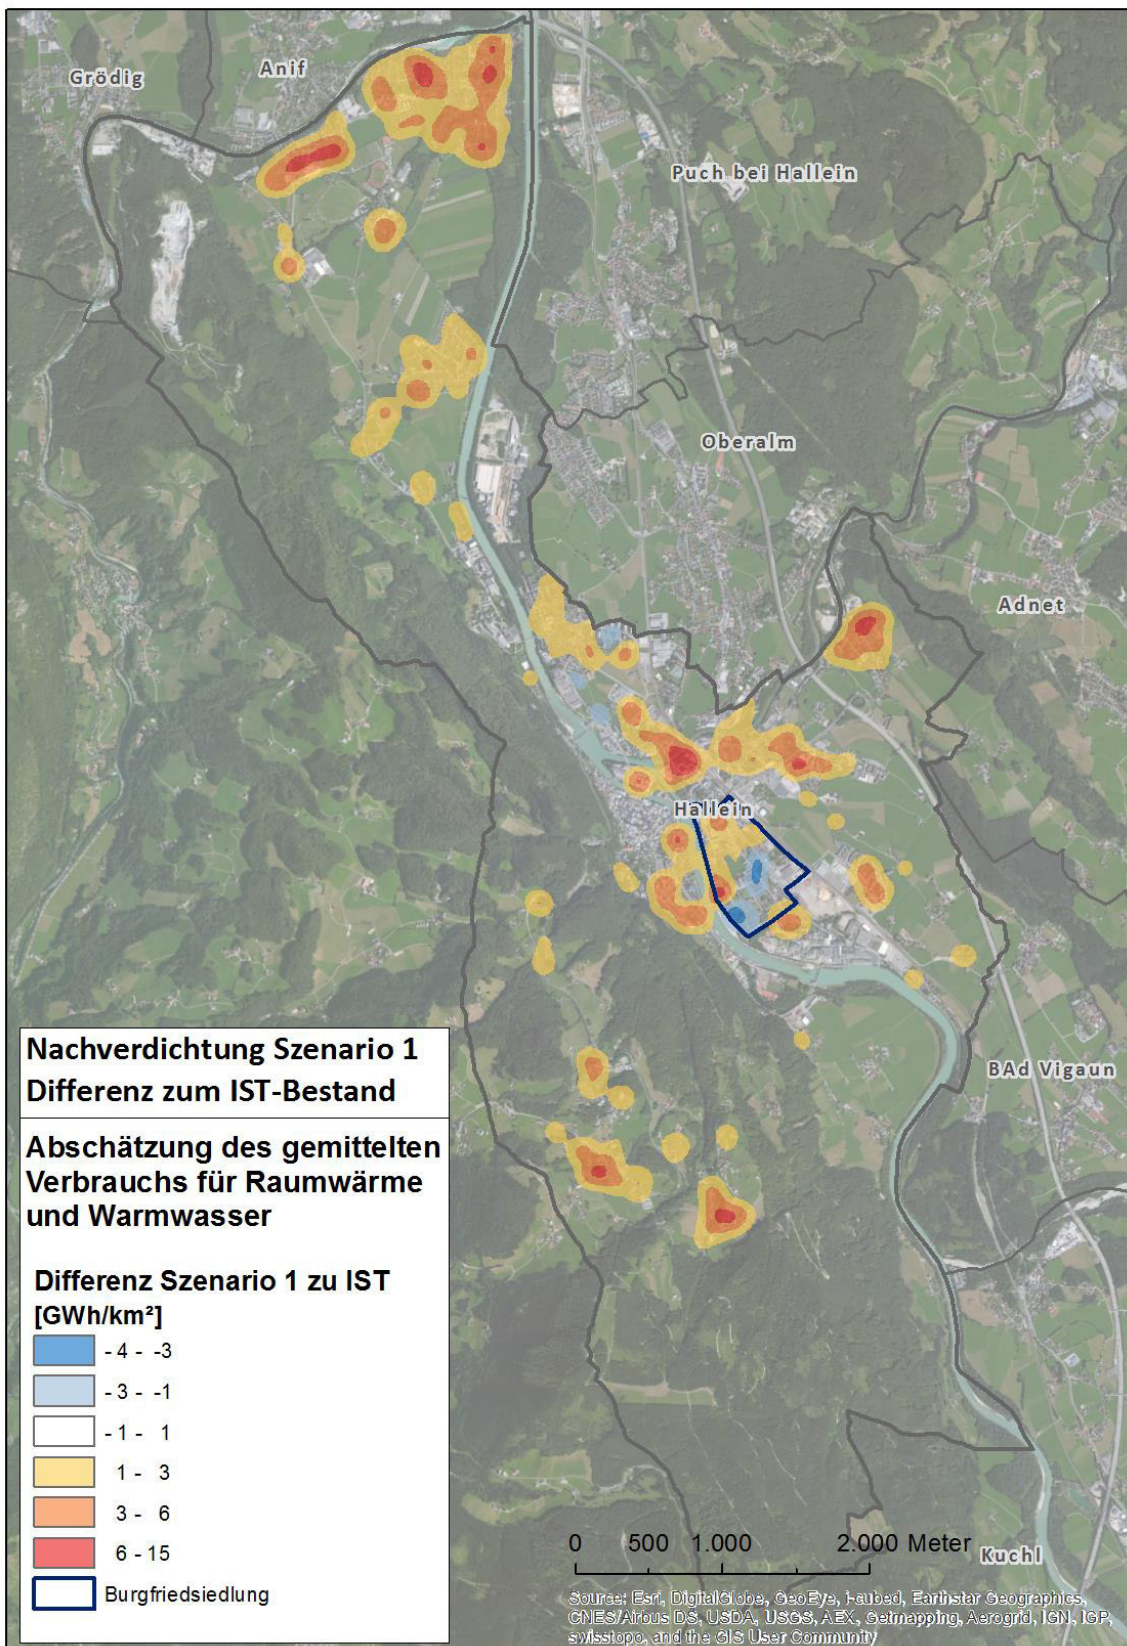 Grödig
Anif
Puch bei Hallein
Oberalm
Adnet
Hallein
BAd Vigaun
Kuchl
Nachverdichtung Szenario 1
Differenz zum IST-Bestand
Abschätzung des gemittelten
Verbrauchs für Raumwärme
und Warmwasser
Differenz Szenario 1 zu IST
[GWh/km²]
- 4 - -3
- 3 - -1
- 1 - 1
1 - 3
3 - 6
6 - 15
Burgfriedsiedlung
0 500 1.000 2.000 Meter
Source: Esri, DigitalGlobe, GeoEye, i-cubed, Earthstar Geographics,
CNES/Airbus DS, USDA, USGS, AEX, Getmapping, Aerogrid, IGN, IGP,
swisstopo, and the GIS User Community